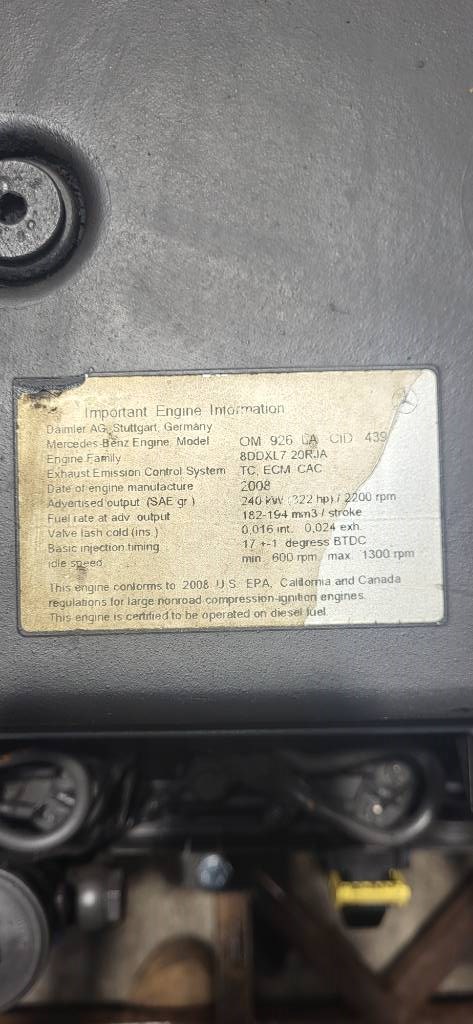 Important Engine Information
Daimler AG, Stuttgart, Germany
Mercedes-Benz Engine Model OM 926 LA CID 439
Engine Family 8DDXL7.20RJA
Exhaust Emission Control System TC, ECM, CAC
Date of engine manufacture 2008
Advertised output (SAE gr.) 240 kW (322 hp) / 2200 rpm
Fuel rate at adv. output 182-194 mm3 / stroke
Valve lash cold (ins.) 0,016 int. 0,024 exh.
Basic injection timing 17 +-1 degress BTDC
Idle speed min. 600 rpm max. 1300 rpm
This engine conforms to 2008 U.S. EPA, California and Canada
regulations for large nonroad compression-ignition engines.
This engine is certified to be operated on diesel fuel.